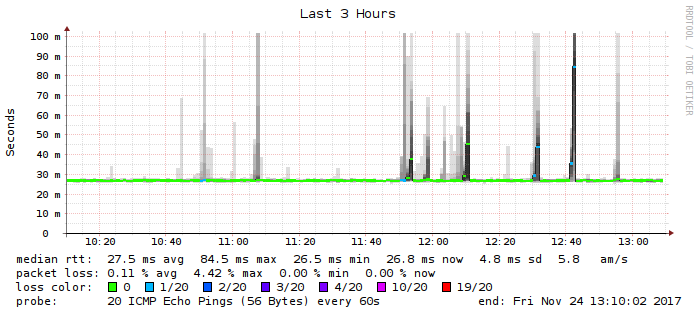 Last 3 Hours
RRDTOOL / TOBI OETIKER
Seconds
100 m
90 m
80 m
70 m
60 m
50 m
40 m
30 m
20 m
10 m
0
10:20 10:40 11:00 11:20 11:40 12:00 12:20 12:40 13:00
median rtt: 27.5 ms avg 84.5 ms max 26.5 ms min 26.8 ms now 4.8 ms sd 5.8 am/s
packet loss: 0.11 % avg 4.42 % max 0.00 % min 0.00 % now
loss color: 0 1/20 2/20 3/20 4/20 10/20 19/20
probe: 20 ICMP Echo Pings (56 Bytes) every 60s end: Fri Nov 24 13:10:02 2017